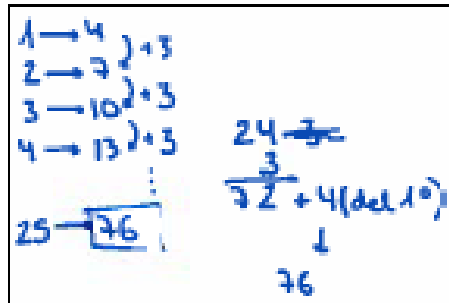 1 → 4
2 → 7 ) +3
3 → 10 ) +3
4 → 13 ) +3
⋮
25 → 76
24 3
3
72 + 4 (del 1º)
↓
76